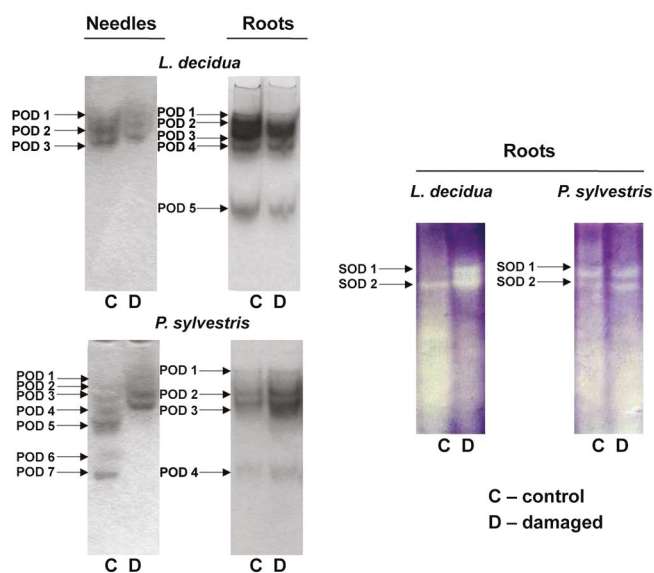 Needles
Roots
L. decidua
POD 1
POD 2
POD 3
POD 1
POD 2
POD 3
POD 4
POD 5
C D
C D
P. sylvestris
POD 1
POD 2
POD 3
POD 4
POD 5
POD 6
POD 7
POD 1
POD 2
POD 3
POD 4
C D
C D
Roots
L. decidua
P. sylvestris
SOD 1
SOD 2
SOD 1
SOD 2
C D
C D
C – control
D – damaged